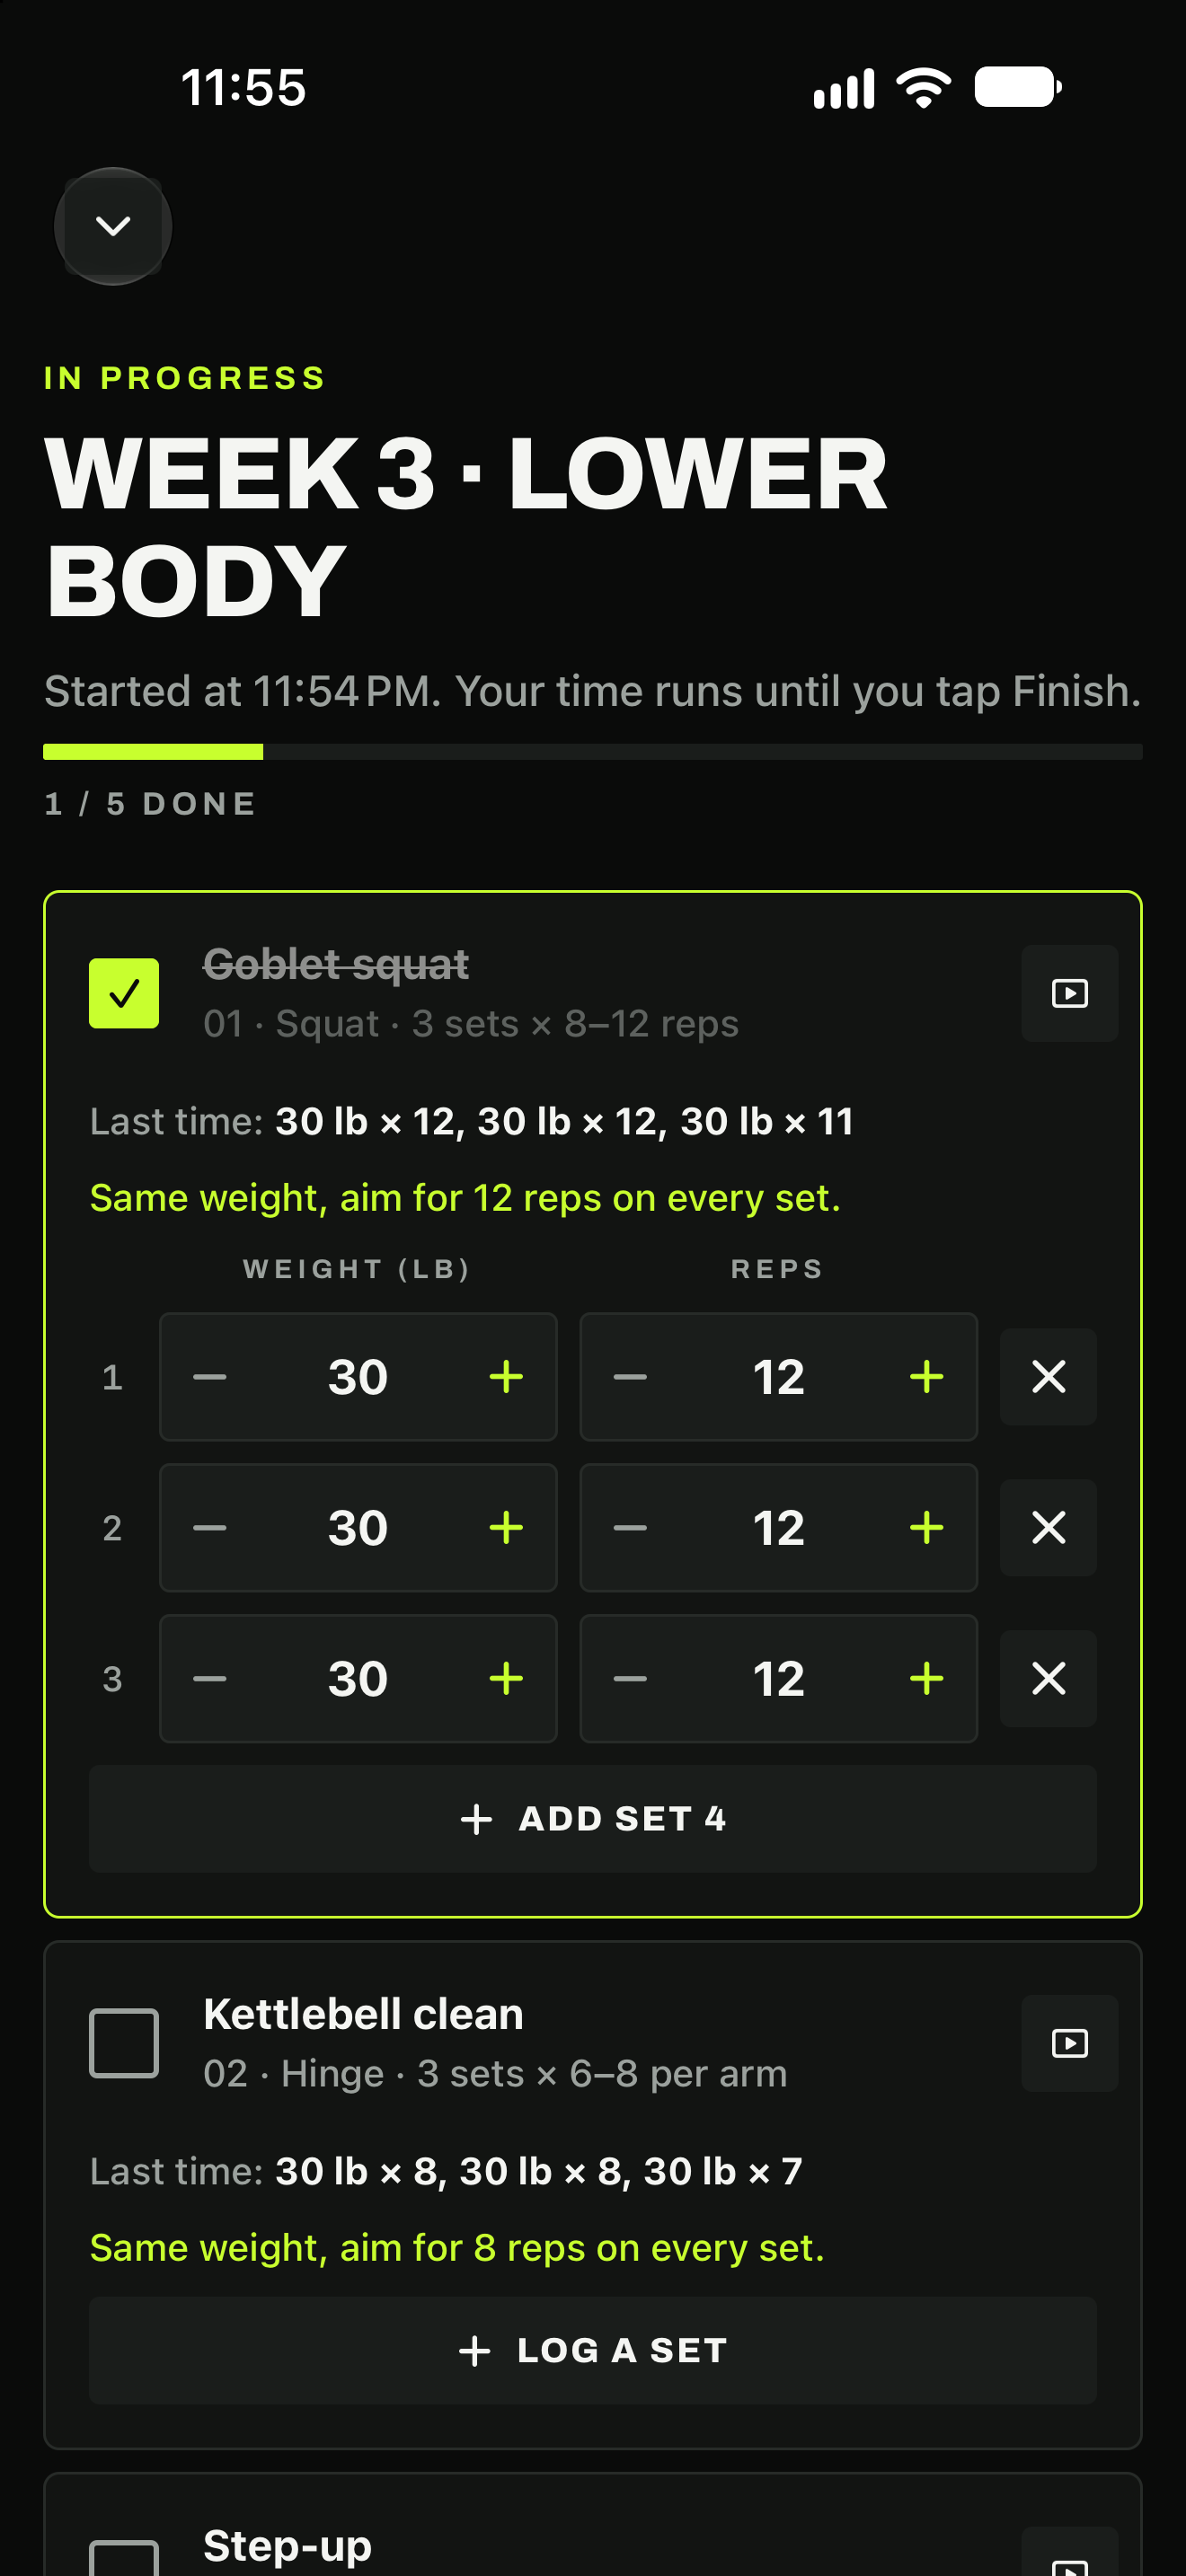 11:55
IN PROGRESS
WEEK 3 · LOWER
BODY
Started at 11:54 PM. Your time runs until you tap Finish.
1 / 5 DONE
Goblet squat
01 · Squat · 3 sets × 8–12 reps
Last time: 30 lb × 12, 30 lb × 12, 30 lb × 11
Same weight, aim for 12 reps on every set.
WEIGHT (LB) REPS
1 − 30 + − 12 + ×
2 − 30 + − 12 + ×
3 − 30 + − 12 + ×
+ ADD SET 4
Kettlebell clean
02 · Hinge · 3 sets × 6–8 per arm
Last time: 30 lb × 8, 30 lb × 8, 30 lb × 7
Same weight, aim for 8 reps on every set.
+ LOG A SET
Step-up